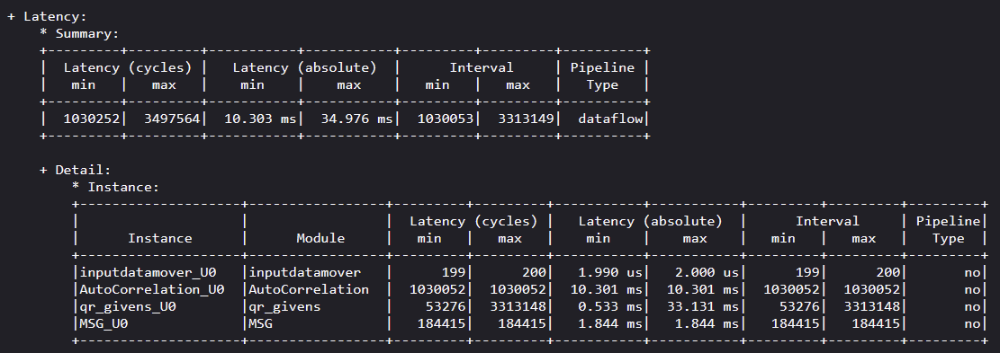 + Latency:
    * Summary:
    +---------+---------+-----------+-----------+---------+---------+----------+
    |  Latency (cycles) |   Latency (absolute)  |      Interval     | Pipeline |
    |   min   |   max   |    min    |    max    |   min   |   max   |   Type   |
    +---------+---------+-----------+-----------+---------+---------+----------+
    |  1030252|  3497564|  10.303 ms|  34.976 ms|  1030053|  3313149|  dataflow|
    +---------+---------+-----------+-----------+---------+---------+----------+
    + Detail:
        * Instance:
        +--------------------+-----------------+---------+---------+-----------+-----------+---------+---------+---------+
        |                    |                 |  Latency (cycles) |   Latency (absolute)  |      Interval     | Pipeline|
        |      Instance      |      Module     |   min   |   max   |    min    |    max    |   min   |   max   |   Type  |
        +--------------------+-----------------+---------+---------+-----------+-----------+---------+---------+---------+
        |inputdatamover_U0   |inputdatamover   |      199|      200|   1.990 us|   2.000 us|      199|      200|       no|
        |AutoCorrelation_U0  |AutoCorrelation  |  1030052|  1030052|  10.301 ms|  10.301 ms|  1030052|  1030052|       no|
        |qr_givens_U0        |qr_givens        |    53276|  3313148|   0.533 ms|  33.131 ms|    53276|  3313148|       no|
        |MSG_U0              |MSG              |   184415|   184415|   1.844 ms|   1.844 ms|   184415|   184415|       no|
        +--------------------+-----------------+---------+---------+-----------+-----------+---------+---------+---------+